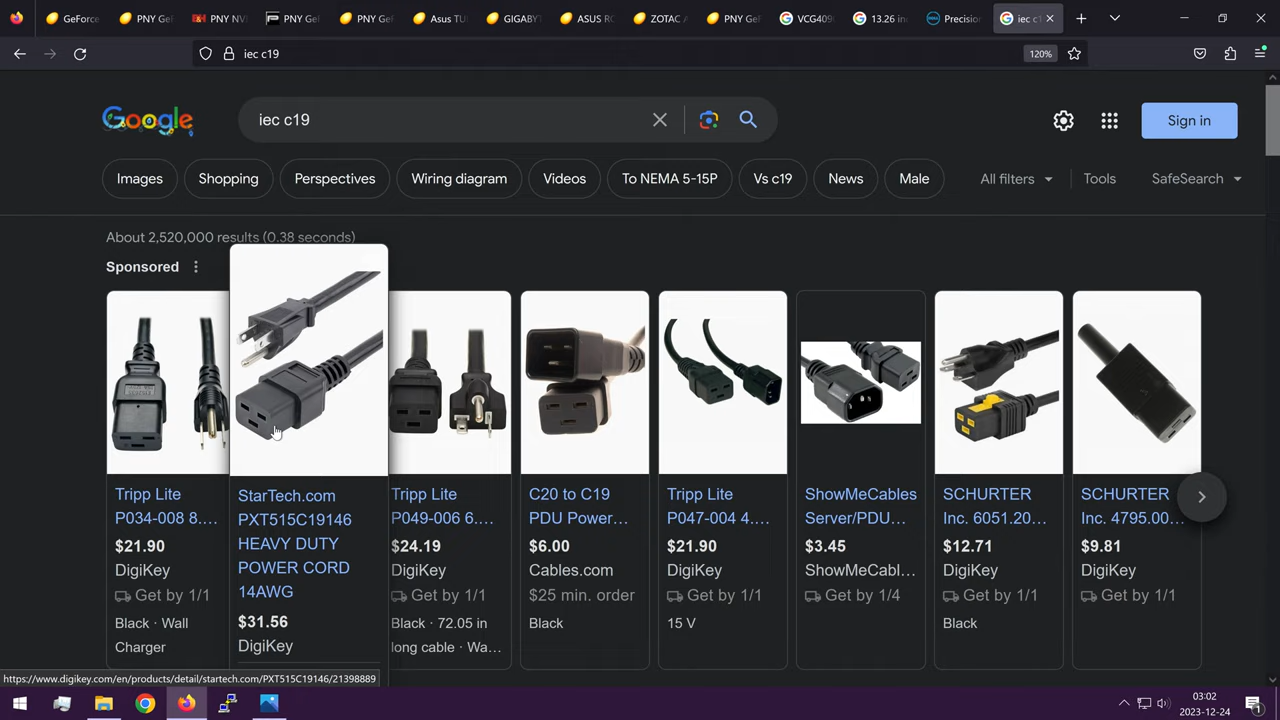 GeForce
PNY Gef
PNY NV
PNY Gel
PNY Gel
Asus TU
GIGABY
ASUS RO
ZOTAC
PNY Gef
VCG409
13.26 in
Precision
iec c1
iec c19
120%
Google
iec c19
Sign in
Images
Shopping
Perspectives
Wiring diagram
Videos
To NEMA 5-15P
Vs c19
News
Male
All filters
Tools
SafeSearch
About 2,520,000 results (0.38 seconds)
Sponsored
Tripp Lite
P034-008 8....
$21.90
DigiKey
Get by 1/1
Black · Wall
Charger
StarTech.com
PXT515C19146
HEAVY DUTY
POWER CORD
14AWG
$31.56
DigiKey
Tripp Lite
P049-006 6....
$24.19
DigiKey
Get by 1/1
Black · 72.05 in
long cable · Wa...
C20 to C19
PDU Power...
$6.00
Cables.com
$25 min. order
Black
Tripp Lite
P047-004 4....
$21.90
DigiKey
Get by 1/1
15 V
ShowMeCables
Server/PDU...
$3.45
ShowMeCabl...
Get by 1/4
SCHURTER
Inc. 6051.20...
$12.71
DigiKey
Get by 1/1
Black
SCHURTER
Inc. 4795.00...
$9.81
DigiKey
Get by 1/1
https://www.digikey.com/en/products/detail/startech.com/PXT515C19146/21398889
03:02
2023-12-24
1